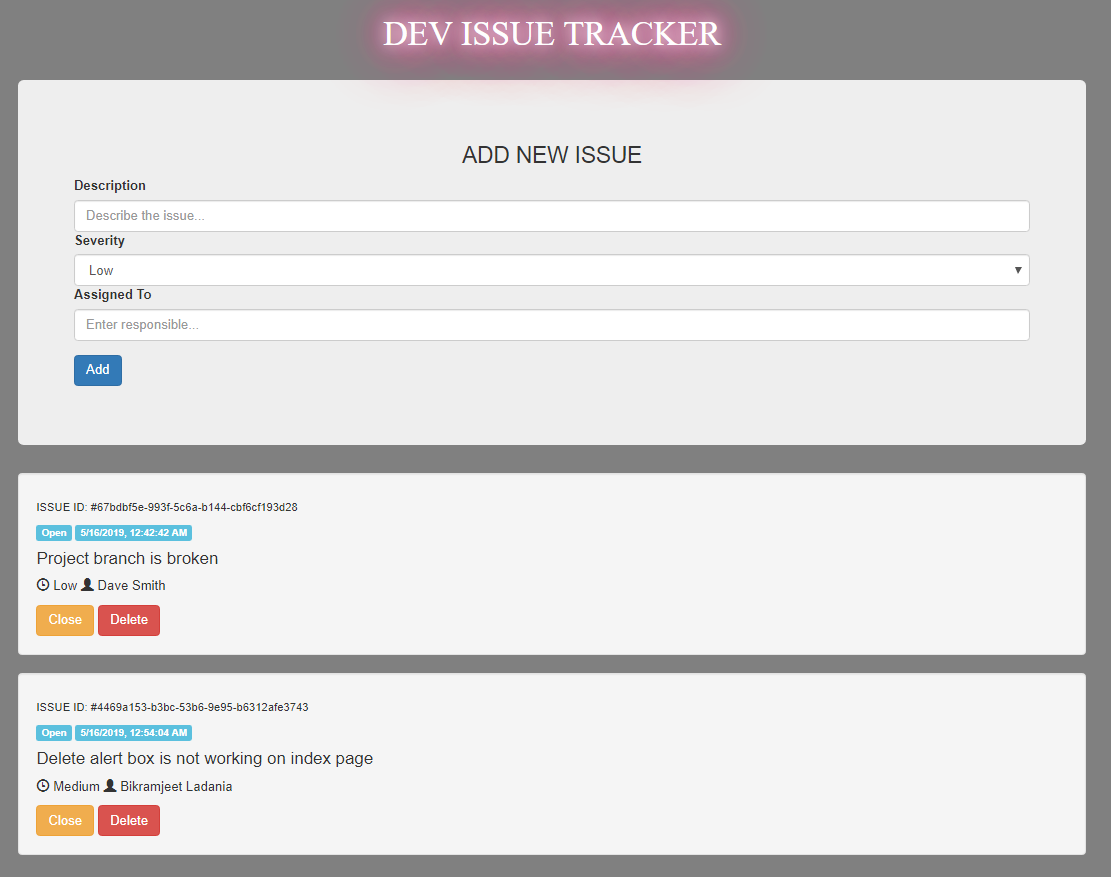 DEV ISSUE TRACKER
ADD NEW ISSUE
Description
Describe the issue...
Severity
Low
Assigned To
Enter responsible...
Add
ISSUE ID: #67bdbf5e-993f-5c6a-b144-cbf6cf193d28
Open 5/16/2019, 12:42:42 AM
Project branch is broken
Low Dave Smith
Close Delete
ISSUE ID: #4469a153-b3bc-53b6-9e95-b6312afe3743
Open 5/16/2019, 12:54:04 AM
Delete alert box is not working on index page
Medium Bikramjeet Ladania
Close Delete